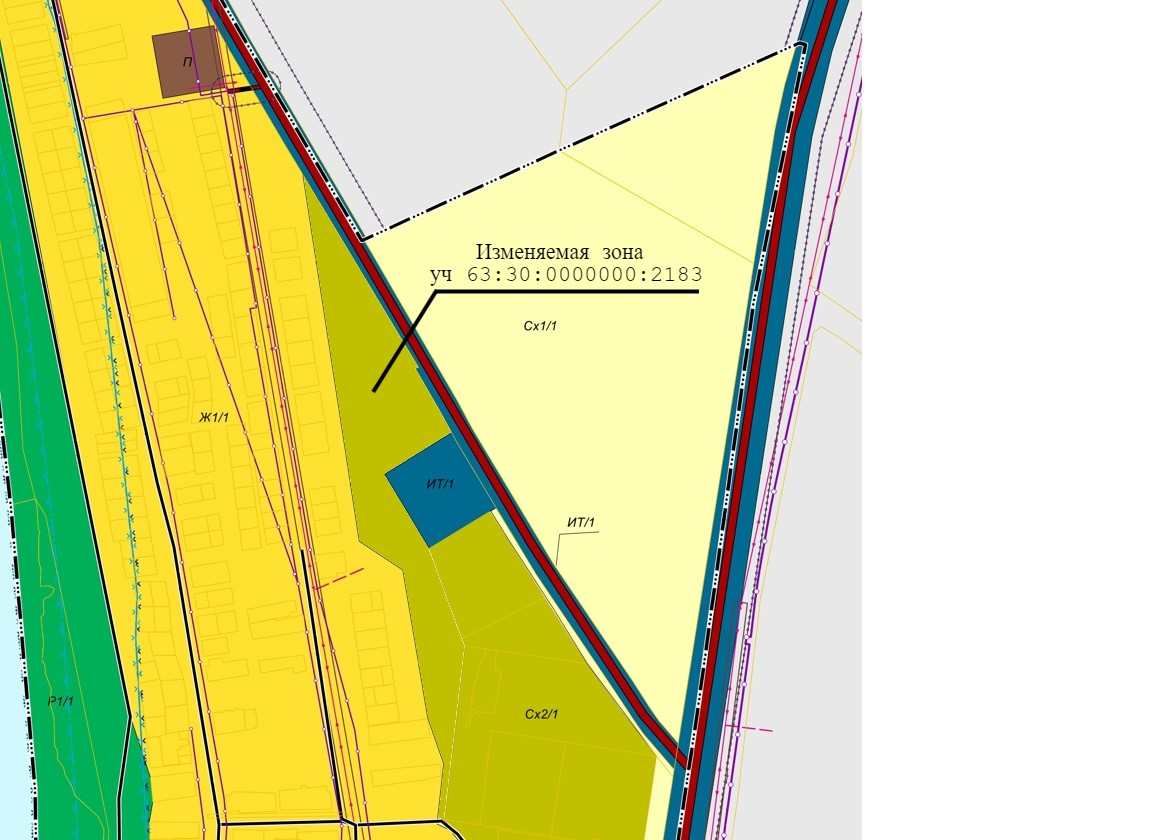 П
Изменяемая зона
уч 63:30:0000000:2183
Сх1/1
Ж1/1
ИТ/1
ИТ/1
Р1/1
Сх2/1